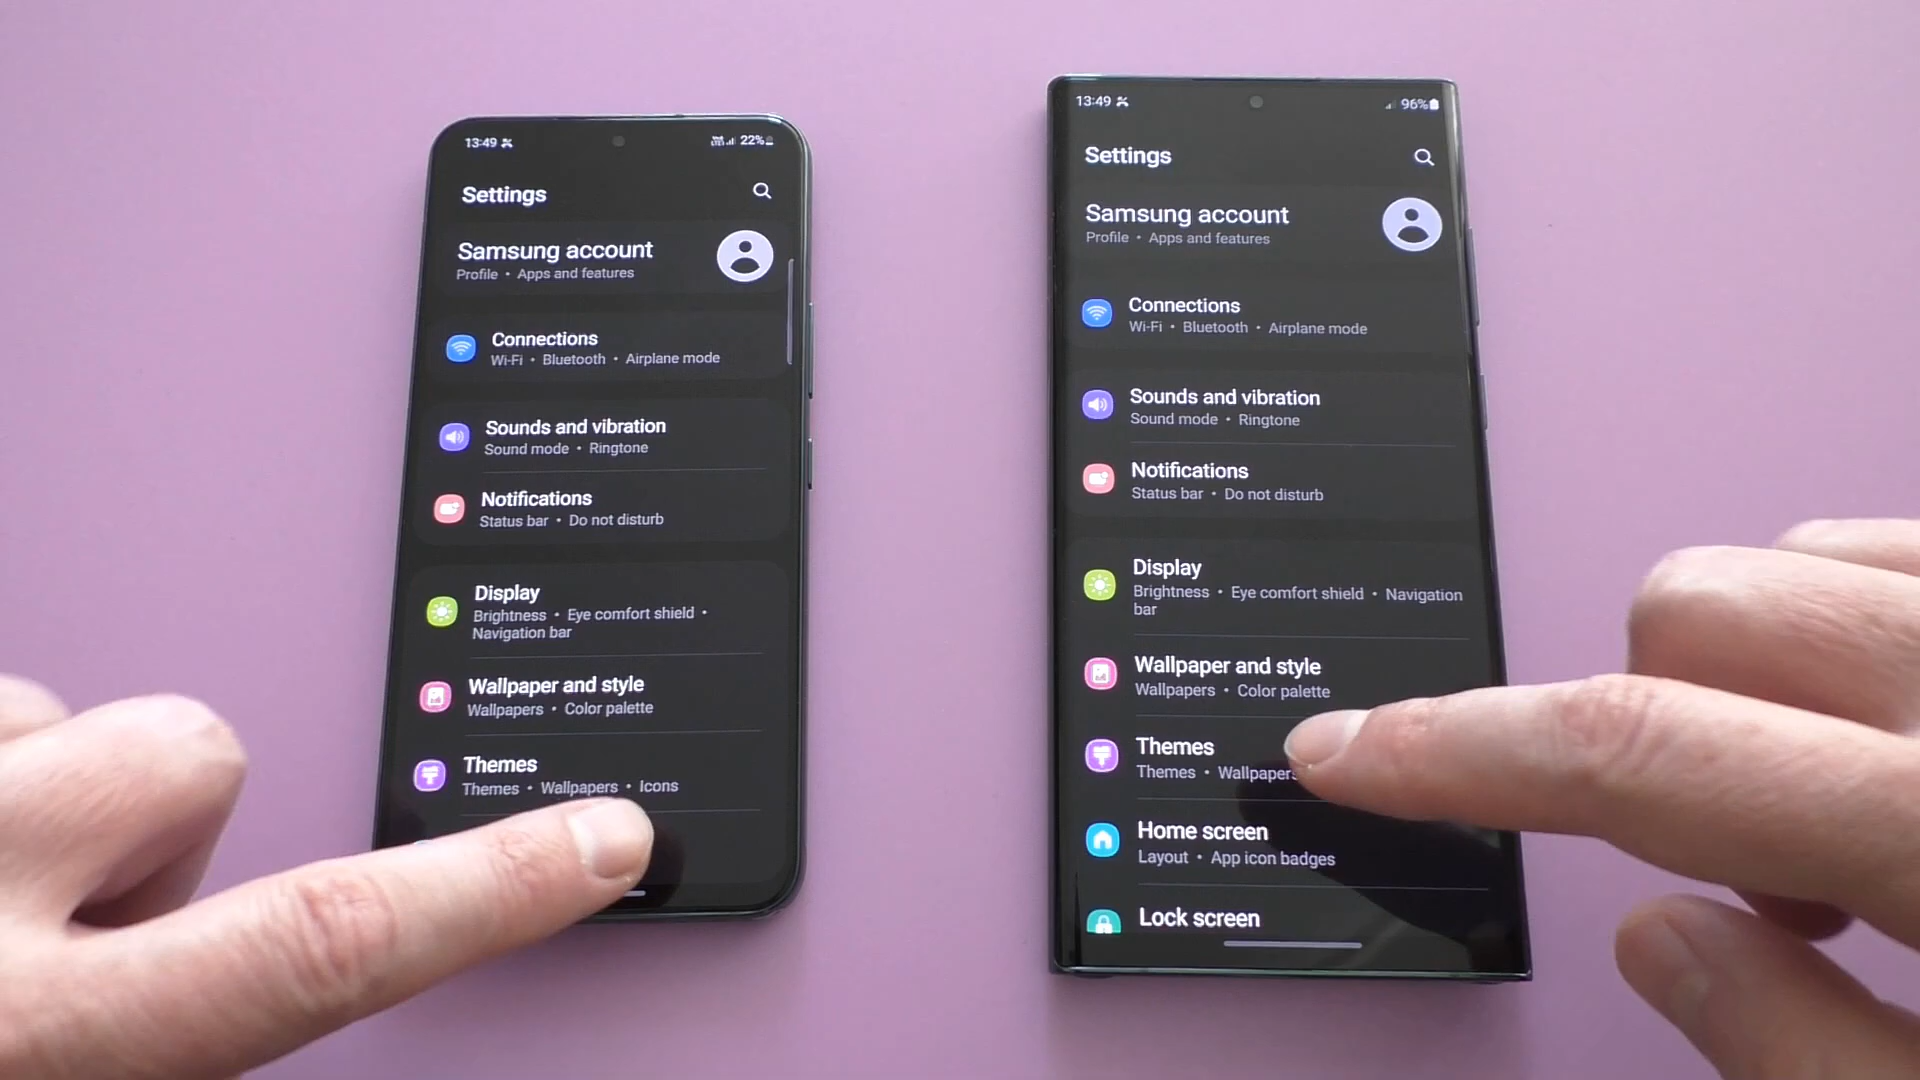 13:49
22%
Settings
Samsung account
Profile • Apps and features
Connections
Wi-Fi • Bluetooth • Airplane mode
Sounds and vibration
Sound mode • Ringtone
Notifications
Status bar • Do not disturb
Display
Brightness • Eye comfort shield •
Navigation bar
Wallpaper and style
Wallpapers • Color palette
Themes
Themes • Wallpapers • Icons
13:49
96%
Settings
Samsung account
Profile • Apps and features
Connections
Wi-Fi • Bluetooth • Airplane mode
Sounds and vibration
Sound mode • Ringtone
Notifications
Status bar • Do not disturb
Display
Brightness • Eye comfort shield • Navigation
bar
Wallpaper and style
Wallpapers • Color palette
Themes
Themes • Wallpapers
Home screen
Layout • App icon badges
Lock screen